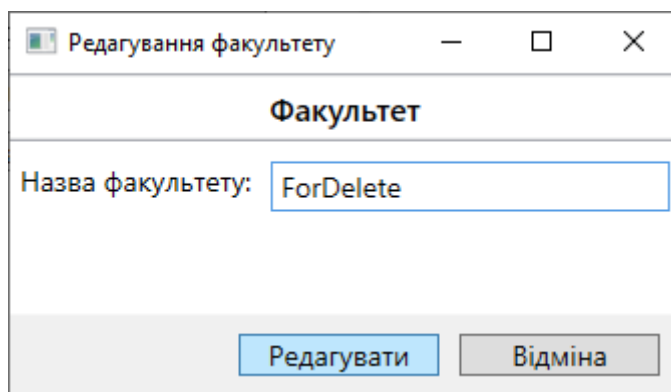 Редагування факультету
Факультет
Назва факультету: ForDelete
Редагувати Відміна